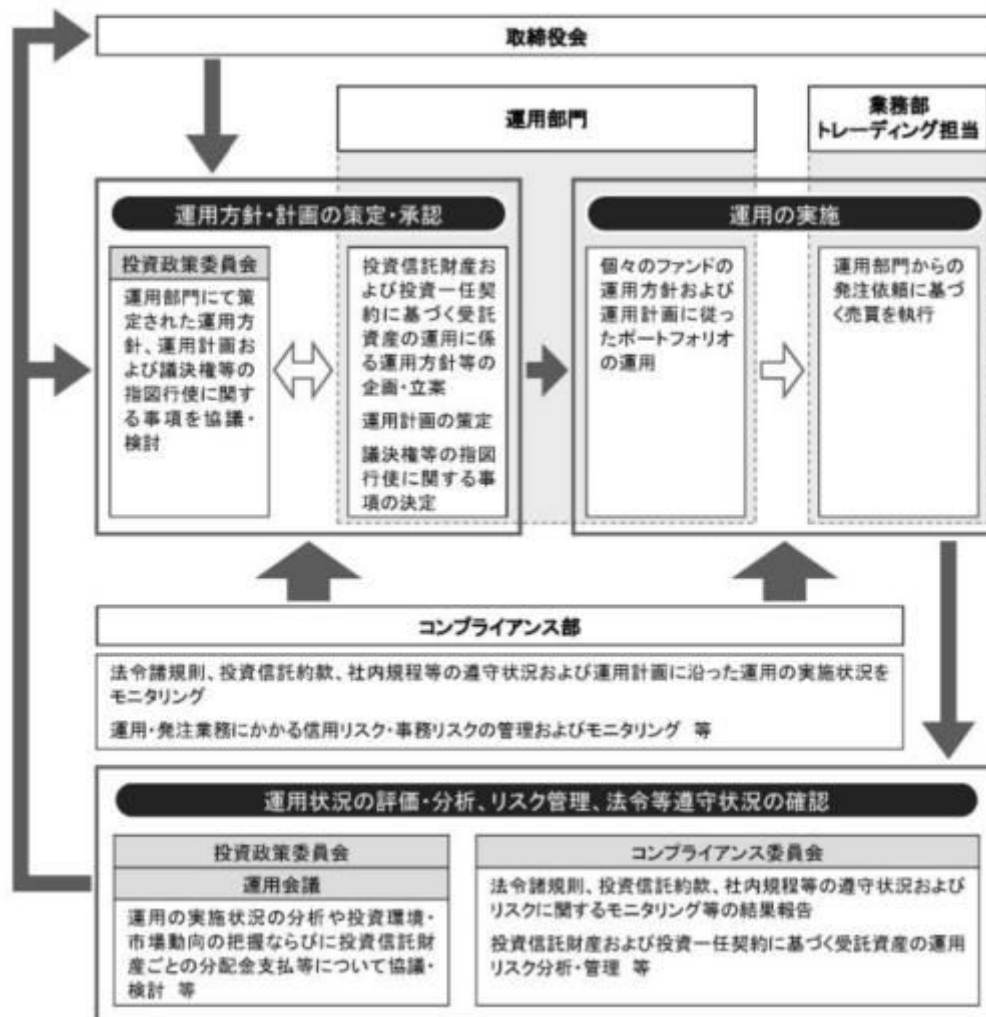 取締役会
運用部門
業務部
トレーディング担当
運用方針・計画の策定・承認
投資政策委員会
運用部門にて策
定された運用方
針、運用計画お
よび議決権等の
指図行使に関す
る事項を協議・
検討
投資信託財産お
よび投資一任契
約に基づく受託
資産の運用に係
る運用方針等の
企画・立案
運用計画の策定
議決権等の指図
行使に関する事
項の決定
運用の実施
個々のファンドの
運用方針および
運用計画に従っ
たポートフォリオ
の運用
運用部門からの
発注依頼に基づ
く売買を執行
コンプライアンス部
法令諸規則、投資信託約款、社内規程等の遵守状況および運用計画に沿った運用の実施状況を
モニタリング
運用・発注業務にかかる信用リスク・事務リスクの管理およびモニタリング 等
運用状況の評価・分析、リスク管理、法令等遵守状況の確認
投資政策委員会
運用会議
運用の実施状況の分析や投資環境・
市場動向の把握ならびに投資信託財
産ごとの分配金支払等について協議・
検討 等
コンプライアンス委員会
法令諸規則、投資信託約款、社内規程等の遵守状況および
リスクに関するモニタリング等の結果報告
投資信託財産および投資一任契約に基づく受託資産の運用
リスク分析・管理 等